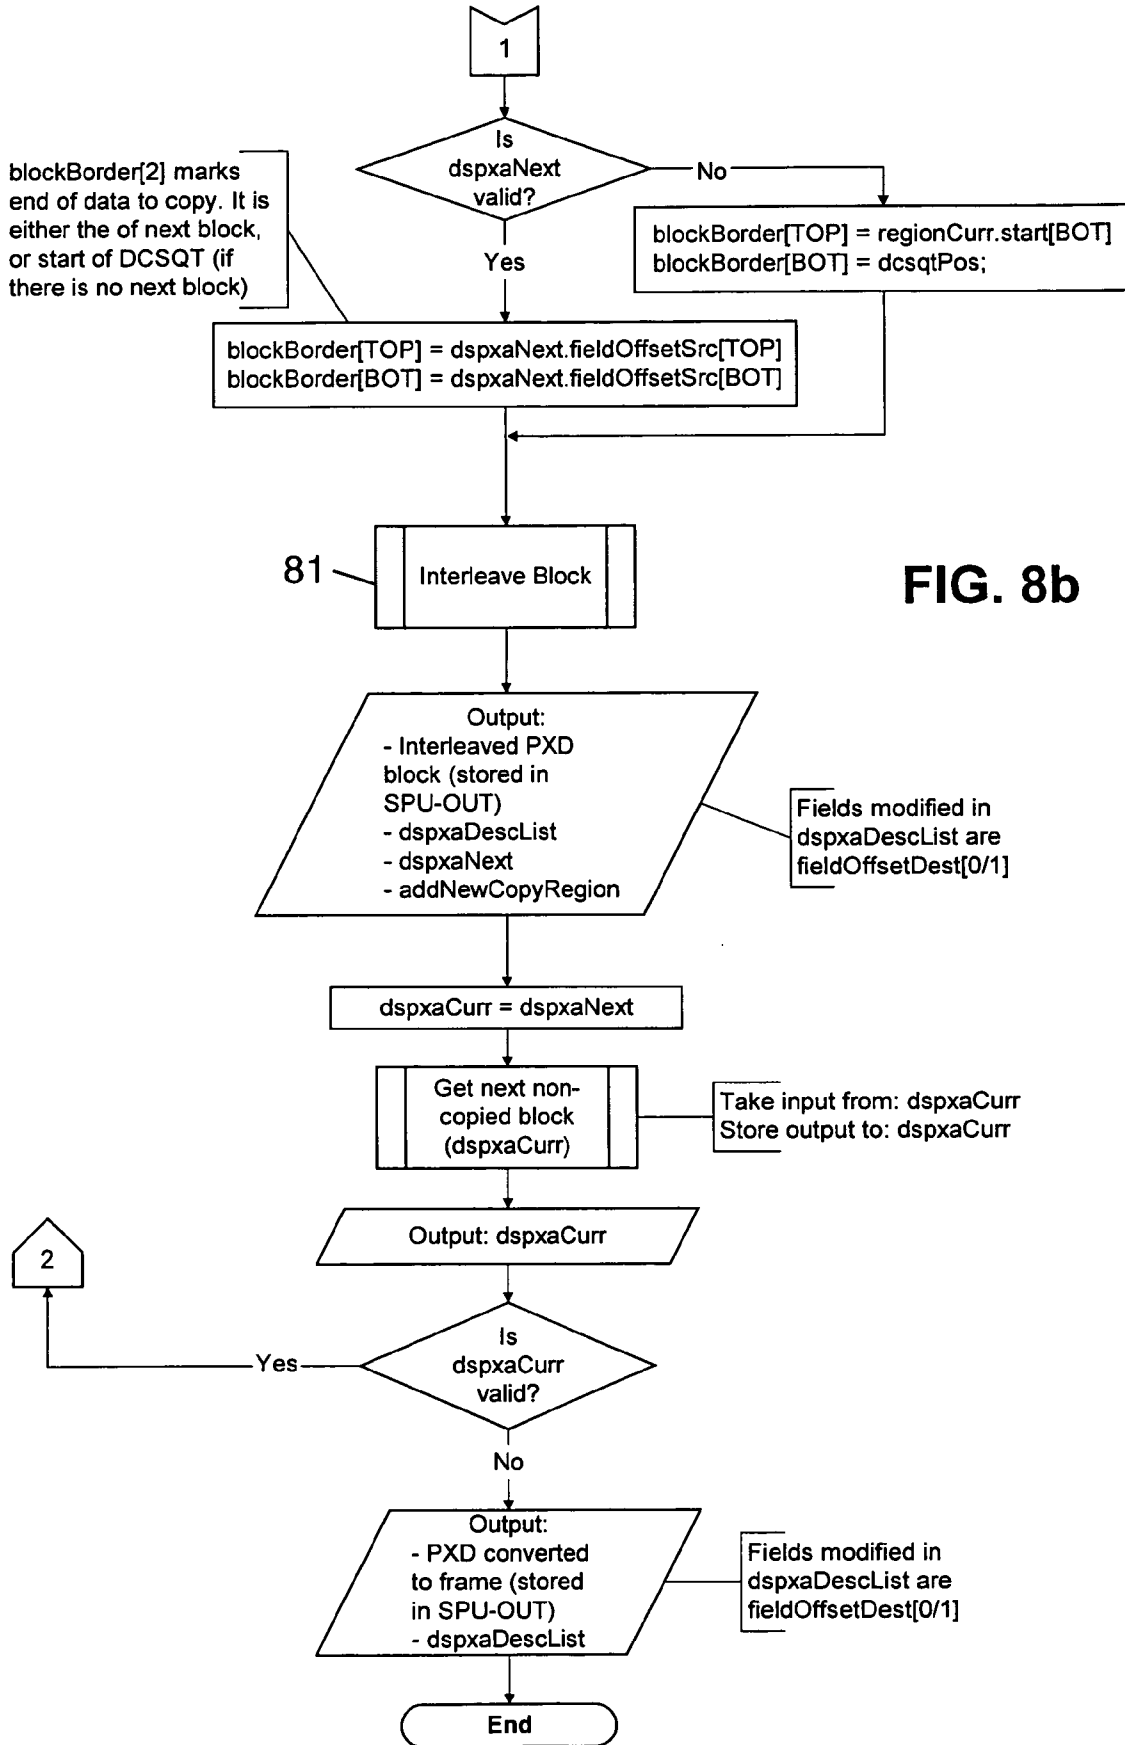 1
Is
dspxaNext
valid?
No
blockBorder[2] marks
end of data to copy. It is
either the of next block,
or start of DCSQT (if
there is no next block)
blockBorder[TOP] = regionCurr.start[BOT]
blockBorder[BOT] = dcsqtPos;
Yes
blockBorder[TOP] = dspxaNext.fieldOffsetSrc[TOP]
blockBorder[BOT] = dspxaNext.fieldOffsetSrc[BOT]
81
Interleave Block
FIG. 8b
Output:
- Interleaved PXD
block (stored in
SPU-OUT)
- dspxaDescList
- dspxaNext
- addNewCopyRegion
Fields modified in
dspxaDescList are
fieldOffsetDest[0/1]
dspxaCurr = dspxaNext
Get next non-
copied block
(dspxaCurr)
Take input from: dspxaCurr
Store output to: dspxaCurr
Output: dspxaCurr
2
Is
dspxaCurr
valid?
Yes
No
Output:
- PXD converted
to frame (stored
in SPU-OUT)
- dspxaDescList
Fields modified in
dspxaDescList are
fieldOffsetDest[0/1]
End